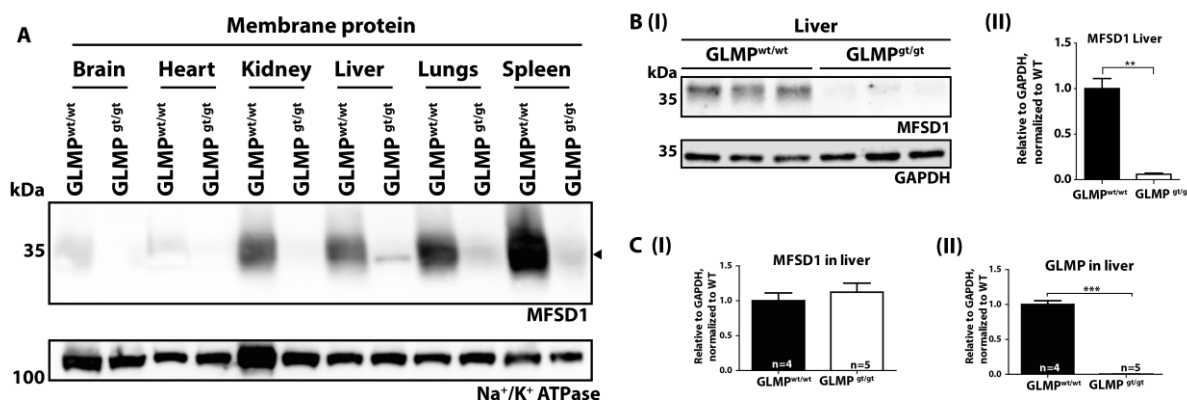 A
Membrane protein
Brain Heart Kidney Liver Lungs Spleen
GLMPwt/wt GLMP gt/gt GLMPwt/wt GLMP gt/gt GLMPwt/wt GLMP gt/gt GLMPwt/wt GLMP gt/gt GLMPwt/wt GLMP gt/gt GLMPwt/wt GLMP gt/gt
kDa
35
MFSD1
100
Na+/K+ ATPase
B (I)
Liver
GLMPwt/wt GLMPgt/gt
kDa
35
MFSD1
35
GAPDH
(II)
MFSD1 Liver
Relative to GAPDH,
normalized to WT
1.5
1.0
0.5
0.0
**
GLMPwt/wt GLMP gt/g
C (I)
MFSD1 in liver
Relative to GAPDH,
normalized to WT
1.5
1.0
0.5
0.0
n=4 n=5
GLMPwt/wt GLMP gt/gt
(II)
GLMP in liver
Relative to GAPDH,
normalized to WT
1.5
1.0
0.5
0.0
***
n=4 n=5
GLMPwt/wt GLMP gt/gt